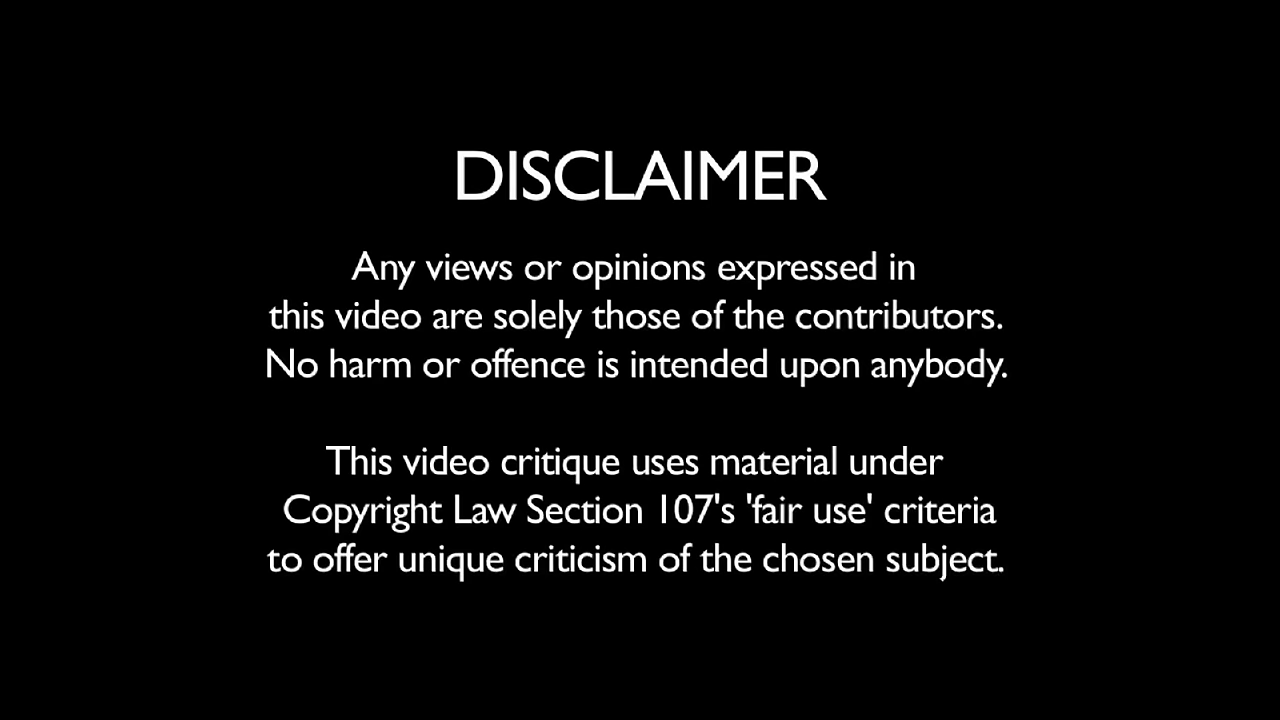 DISCLAIMER
Any views or opinions expressed in
this video are solely those of the contributors.
No harm or offence is intended upon anybody.
This video critique uses material under
Copyright Law Section 107's 'fair use' criteria
to offer unique criticism of the chosen subject.